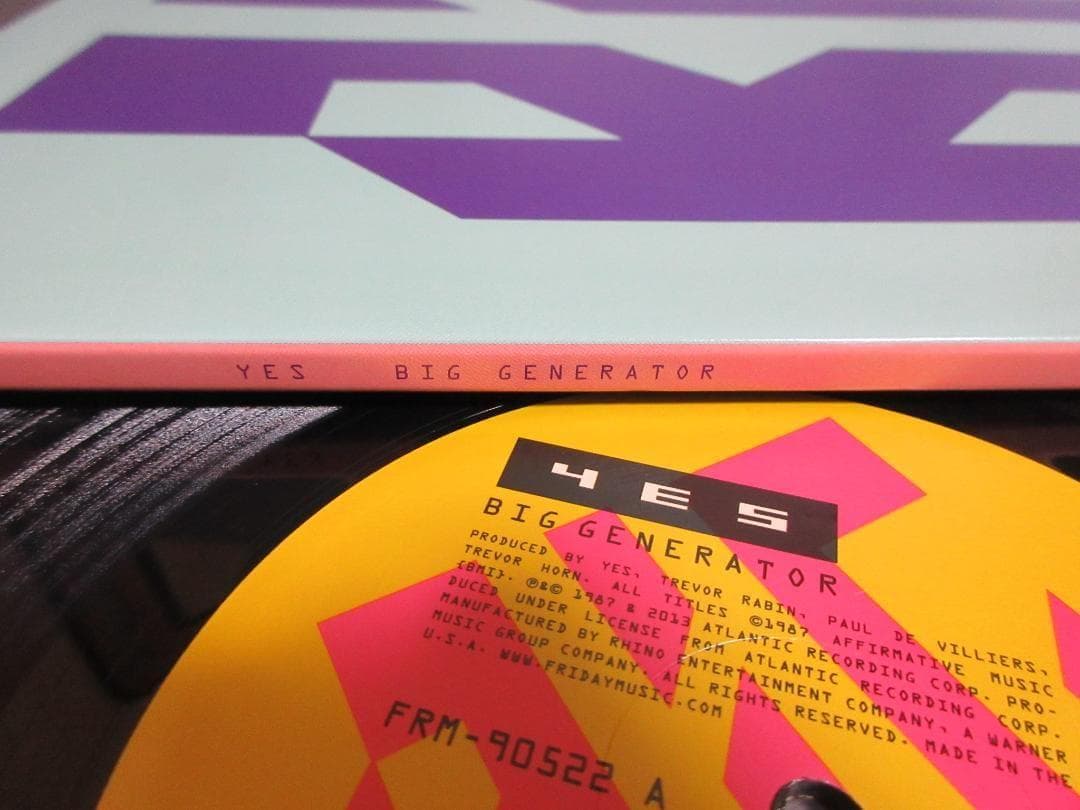 YES BIG GENERATOR
YES
BIG GENERATOR
PRODUCED BY YES, TREVOR RABIN, PAUL DE VILLIERS,
TREVOR HORN. ALL TITLES ©1987 AFFIRMATIVE MUSIC
(BMI). ℗&© 1987 & 2013 ATLANTIC RECORDING CORP. PRO-
DUCED UNDER LICENSE FROM ATLANTIC RECORDING CORP.
MANUFACTURED BY RHINO ENTERTAINMENT COMPANY, A WARNER
MUSIC GROUP COMPANY. ALL RIGHTS RESERVED. MADE IN THE
U.S.A. WWW.FRIDAYMUSIC.COM
FRM-90522 A